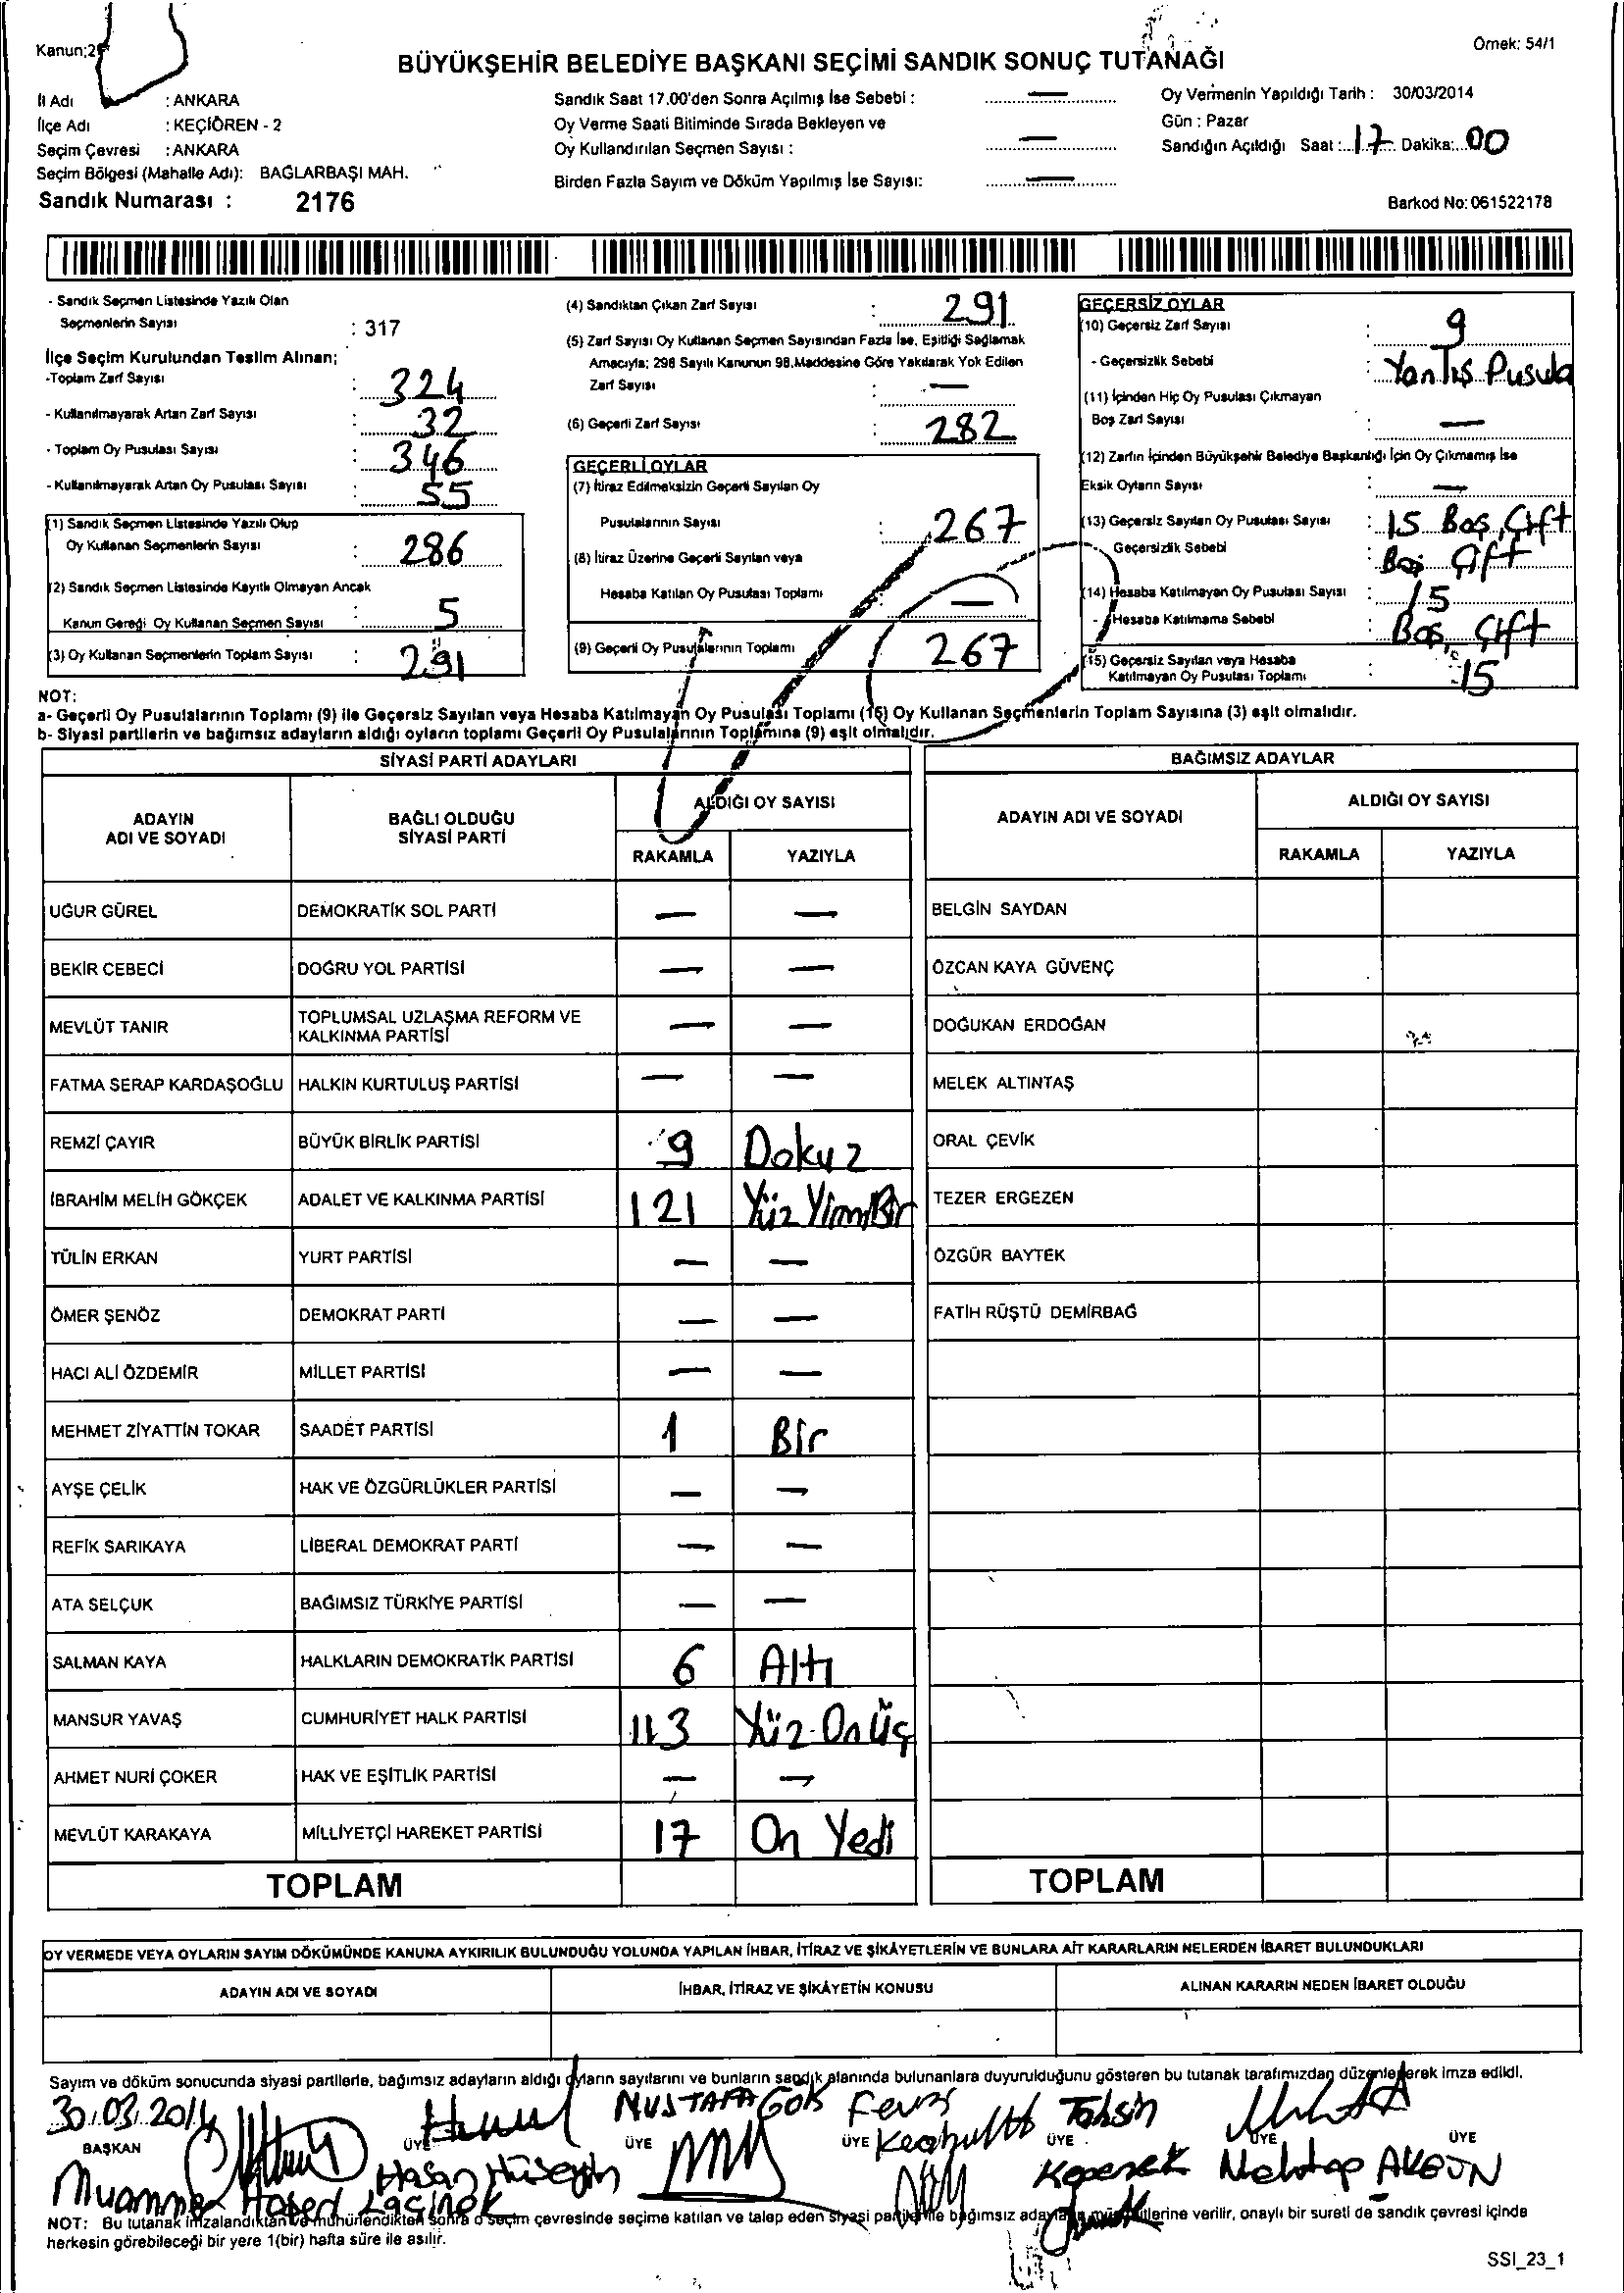 Kanun;2
Örnek: 54/1
BÜYÜKŞEHİR BELEDİYE BAŞKANI SEÇİMİ SANDIK SONUÇ TUTANAĞI
İl Adı : ANKARA
İlçe Adı : KEÇİÖREN - 2
Seçim Çevresi : ANKARA
Seçim Bölgesi (Mahalle Adı): BAĞLARBAŞI MAH.
Sandık Numarası : 2176
Sandık Saat 17.00'den Sonra Açılmış İse Sebebi : —
Oy Verme Saati Bitiminde Sırada Bekleyen ve
Oy Kullandırılan Seçmen Sayısı : —
Birden Fazla Sayım ve Döküm Yapılmış İse Sayısı: —
Oy Vermenin Yapıldığı Tarih : 30/03/2014
Gün : Pazar
Sandığın Açıldığı Saat : 17 Dakika: 00
Barkod No: 061522178
- Sandık Seçmen Listesinde Yazılı Olan
Seçmenlerin Sayısı : 317
İlçe Seçim Kurulundan Teslim Alınan;
-Toplam Zarf Sayısı : 324
- Kullanılmayarak Artan Zarf Sayısı : 32
- Toplam Oy Pusulası Sayısı : 346
- Kullanılmayarak Artan Oy Pusulası Sayısı : 55
(1) Sandık Seçmen Listesinde Yazılı Olup
Oy Kullanan Seçmenlerin Sayısı : 286
(2) Sandık Seçmen Listesinde Kayıtlı Olmayan Ancak
Kanun Gereği Oy Kullanan Seçmen Sayısı : 5
(3) Oy Kullanan Seçmenlerin Toplam Sayısı : 291
(4) Sandıktan Çıkan Zarf Sayısı : 291
(5) Zarf Sayısı Oy Kullanan Seçmen Sayısından Fazla İse, Eşitliği Sağlamak
Amacıyla; 298 Sayılı Kanunun 98.Maddesine Göre Yakılarak Yok Edilen
Zarf Sayısı : —
(6) Geçerli Zarf Sayısı : 282
GEÇERLİ OYLAR
(7) İtiraz Edilmeksizin Geçerli Sayılan Oy
Pusulalarının Sayısı : 267
(8) İtiraz Üzerine Geçerli Sayılan veya
Hesaba Katılan Oy Pusulası Toplamı : —
(9) Geçerli Oy Pusulalarının Toplamı 267
GEÇERSİZ OYLAR
(10) Geçersiz Zarf Sayısı : 9
- Geçersizlik Sebebi : Yanlış Pusula
(11) İçinden Hiç Oy Pusulası Çıkmayan
Boş Zarf Sayısı : —
(12) Zarfın İçinden Büyükşehir Belediye Başkanlığı İçin Oy Çıkmamış İse
Eksik Oyların Sayısı : —
(13) Geçersiz Sayılan Oy Pusulası Sayısı : 15 Boş, Çift
Geçersizlik Sebebi : Boş Çift
(14) Hesaba Katılmayan Oy Pusulası Sayısı : 15
- Hesaba Katılmama Sebebi : Boş, Çift
(15) Geçersiz Sayılan veya Hesaba
Katılmayan Oy Pusulası Toplamı : 15
NOT:
a- Geçerli Oy Pusulalarının Toplamı (9) ile Geçersiz Sayılan veya Hesaba Katılmayan Oy Pusulası Toplamı (15) Oy Kullanan Seçmenlerin Toplam Sayısına (3) eşit olmalıdır.
b- Siyasi partilerin ve bağımsız adayların aldığı oyların toplamı Geçerli Oy Pusulalarının Toplamına (9) eşit olmalıdır.
SİYASİ PARTİ ADAYLARI
ADAYIN ADI VE SOYADI BAĞLI OLDUĞU SİYASİ PARTİ ALDIĞI OY SAYISI
RAKAMLA YAZIYLA
UĞUR GÜREL DEMOKRATİK SOL PARTİ — —
BEKİR CEBECİ DOĞRU YOL PARTİSİ — —
MEVLÜT TANIR TOPLUMSAL UZLAŞMA REFORM VE KALKINMA PARTİSİ — —
FATMA SERAP KARDAŞOĞLU HALKIN KURTULUŞ PARTİSİ — —
REMZİ ÇAYIR BÜYÜK BİRLİK PARTİSİ 9 Dokuz
İBRAHİM MELİH GÖKÇEK ADALET VE KALKINMA PARTİSİ 121 Yüz YirmiBir
TÜLİN ERKAN YURT PARTİSİ — —
ÖMER ŞENÖZ DEMOKRAT PARTİ — —
HACI ALİ ÖZDEMİR MİLLET PARTİSİ — —
MEHMET ZİYATTİN TOKAR SAADET PARTİSİ 1 Bir
AYŞE ÇELİK HAK VE ÖZGÜRLÜKLER PARTİSİ — —
REFİK SARIKAYA LİBERAL DEMOKRAT PARTİ — —
ATA SELÇUK BAĞIMSIZ TÜRKİYE PARTİSİ — —
SALMAN KAYA HALKLARIN DEMOKRATİK PARTİSİ 6 Altı
MANSUR YAVAŞ CUMHURİYET HALK PARTİSİ 113 Yüz On Üç
AHMET NURİ ÇOKER HAK VE EŞİTLİK PARTİSİ — —
MEVLÜT KARAKAYA MİLLİYETÇİ HAREKET PARTİSİ 17 On Yedi
TOPLAM
BAĞIMSIZ ADAYLAR
ADAYIN ADI VE SOYADI ALDIĞI OY SAYISI
RAKAMLA YAZIYLA
BELGİN SAYDAN
ÖZCAN KAYA GÜVENÇ
DOĞUKAN ERDOĞAN
MELEK ALTINTAŞ
ORAL ÇEVİK
TEZER ERGEZEN
ÖZGÜR BAYTEK
FATİH RÜŞTÜ DEMİRBAĞ
TOPLAM
OY VERMEDE VEYA OYLARIN SAYIM DÖKÜMÜNDE KANUNA AYKIRILIK BULUNDUĞU YOLUNDA YAPILAN İHBAR, İTİRAZ VE ŞİKÂYETLERİN VE BUNLARA AİT KARARLARIN NELERDEN İBARET BULUNDUKLARI
ADAYIN ADI VE SOYADI İHBAR, İTİRAZ VE ŞİKÂYETİN KONUSU ALINAN KARARIN NEDEN İBARET OLDUĞU
Sayım ve döküm sonucunda siyasi partilerle, bağımsız adayların aldığı oyların sayılarını ve bunların sandık alanında bulunanlara duyurulduğunu gösteren bu tutanak tarafımızdan düzenlenerek imza edildi.
30.03.2014 MUSTAFA GÖK Fevzi Tahsin
BAŞKAN ÜYE ÜYE ÜYE ÜYE ÜYE ÜYE
Muammer Hasan Hüseyin Kepenek AKGÜN
NOT: Bu tutanak imzalandıktan ve mühürlendikten sonra o seçim çevresinde seçime katılan ve talep eden siyasi partiler ile bağımsız adayların müşahitlerine verilir, onaylı bir sureti de sandık çevresi içinde
herkesin görebileceği bir yere 1(bir) hafta süre ile asılır.
SSI_23_1